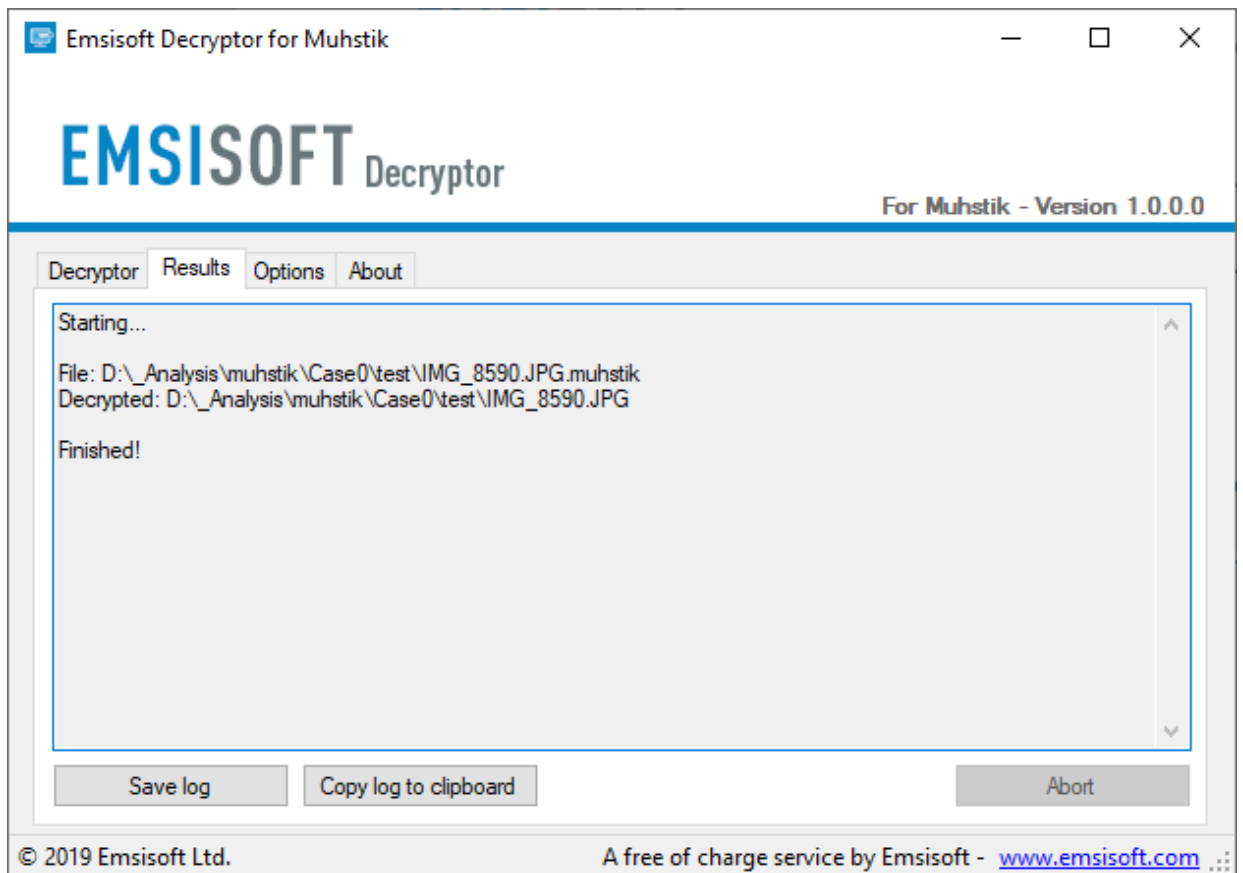 Emsisoft Decryptor for Muhstik
EMSISOFT Decryptor
For Muhstik - Version 1.0.0.0
Decryptor Results Options About
Starting...
File: D:\_Analysis\muhstik\Case0\test\IMG_8590.JPG.muhstik
Decrypted: D:\_Analysis\muhstik\Case0\test\IMG_8590.JPG
Finished!
Save log Copy log to clipboard Abort
© 2019 Emsisoft Ltd. A free of charge service by Emsisoft - www.emsisoft.com